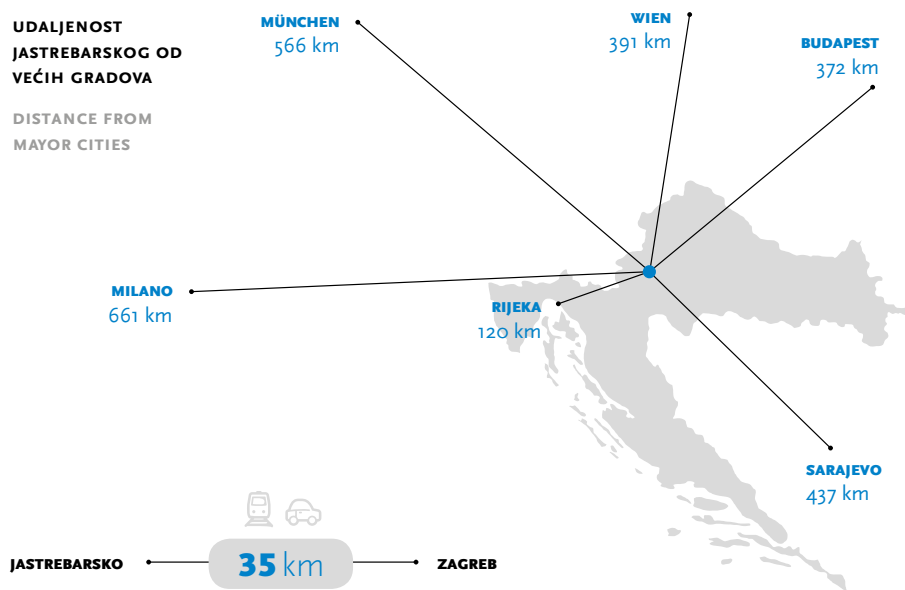 UDALJENOST
JASTREBARSKOG OD
VEĆIH GRADOVA
DISTANCE FROM
MAYOR CITIES
MÜNCHEN
566 km
WIEN
391 km
BUDAPEST
372 km
MILANO
661 km
RIJEKA
120 km
SARAJEVO
437 km
JASTREBARSKO 35 km ZAGREB